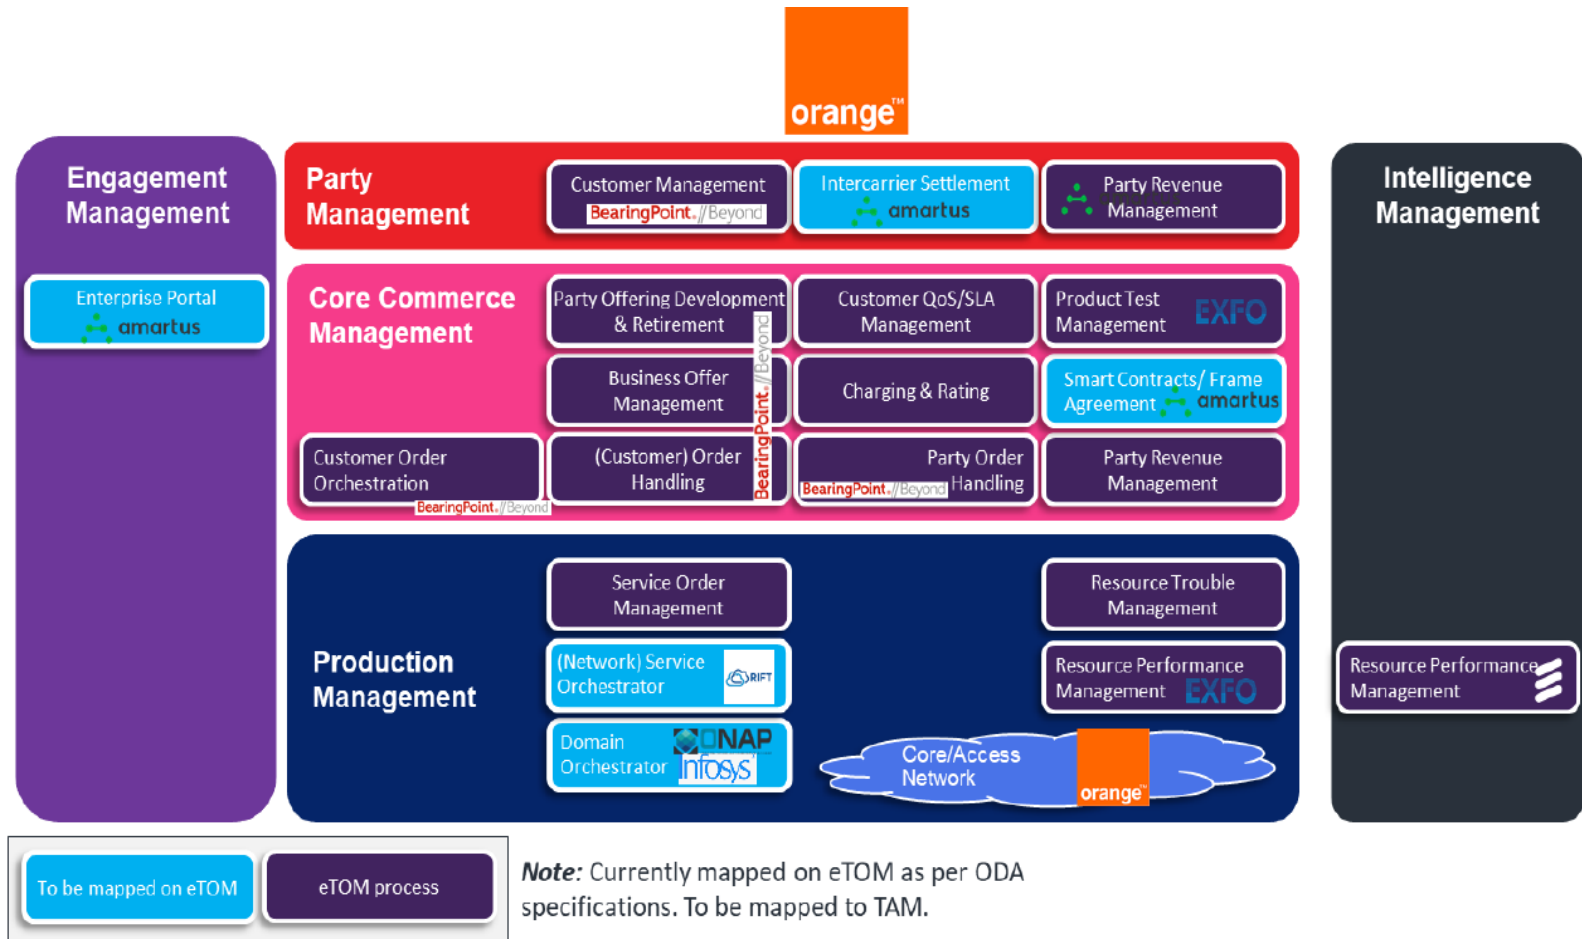 orange™
Engagement
Management
Enterprise Portal
amartus
Party
Management
Customer Management
BearingPoint.//Beyond
Intercarrier Settlement
amartus
Party Revenue
Management
Core Commerce
Management
Party Offering Development
& Retirement
Customer QoS/SLA
Management
Product Test
Management
EXFO
Business Offer
Management
BearingPoint.//Beyond
Charging & Rating
Smart Contracts/ Frame
Agreement
amartus
Customer Order
Orchestration
BearingPoint.//Beyond
(Customer) Order
Handling
Party Order
Handling
BearingPoint.//Beyond
Party Revenue
Management
Production
Management
Service Order
Management
Resource Trouble
Management
(Network) Service
Orchestrator
RIFT
Resource Performance
Management
EXFO
Domain
Orchestrator
ONAP
Infosys
Core/Access
Network
orange™
Intelligence
Management
Resource Performance
Management
To be mapped on eTOM
eTOM process
Note: Currently mapped on eTOM as per ODA
specifications. To be mapped to TAM.